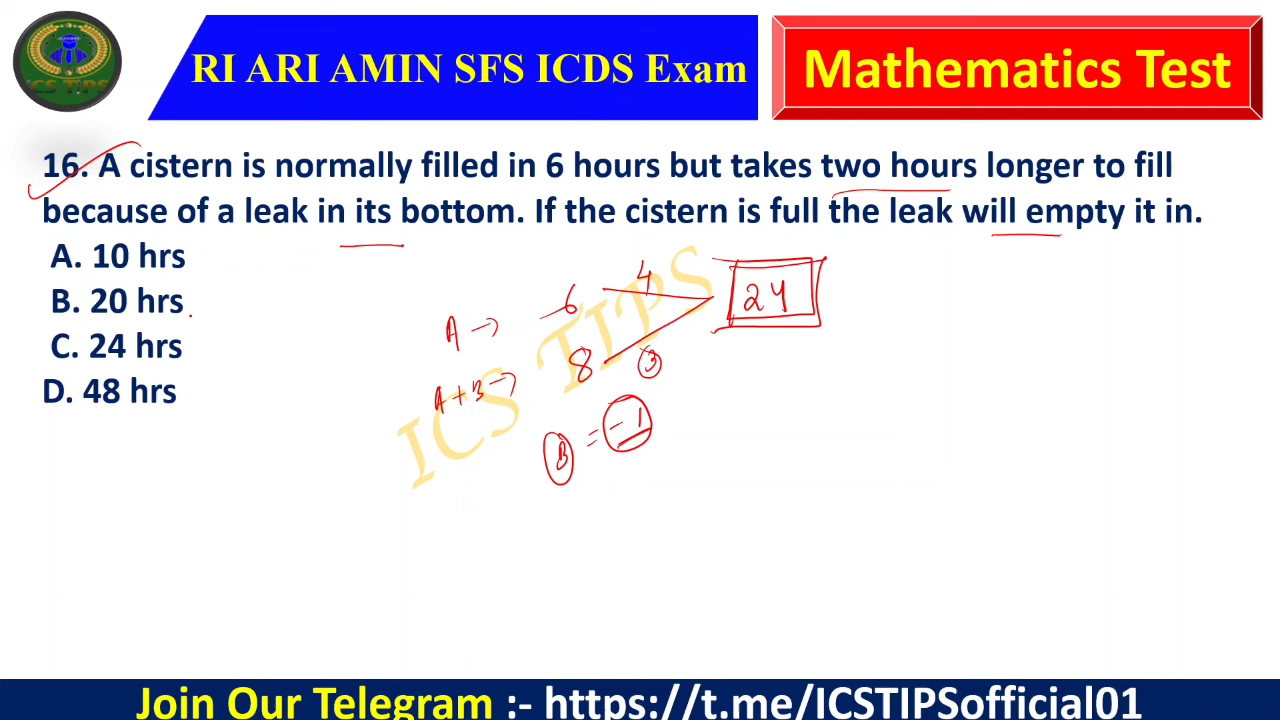 RI ARI AMIN SFS ICDS Exam
Mathematics Test
ICS TIPS
16. A cistern is normally filled in 6 hours but takes two hours longer to fill
because of a leak in its bottom. If the cistern is full the leak will empty it in.
A. 10 hrs
B. 20 hrs
C. 24 hrs
D. 48 hrs
A → 6 4 24
A+B → 8 3
B = -1
ICS TIPS
Join Our Telegram :- https://t.me/ICSTIPSofficial01